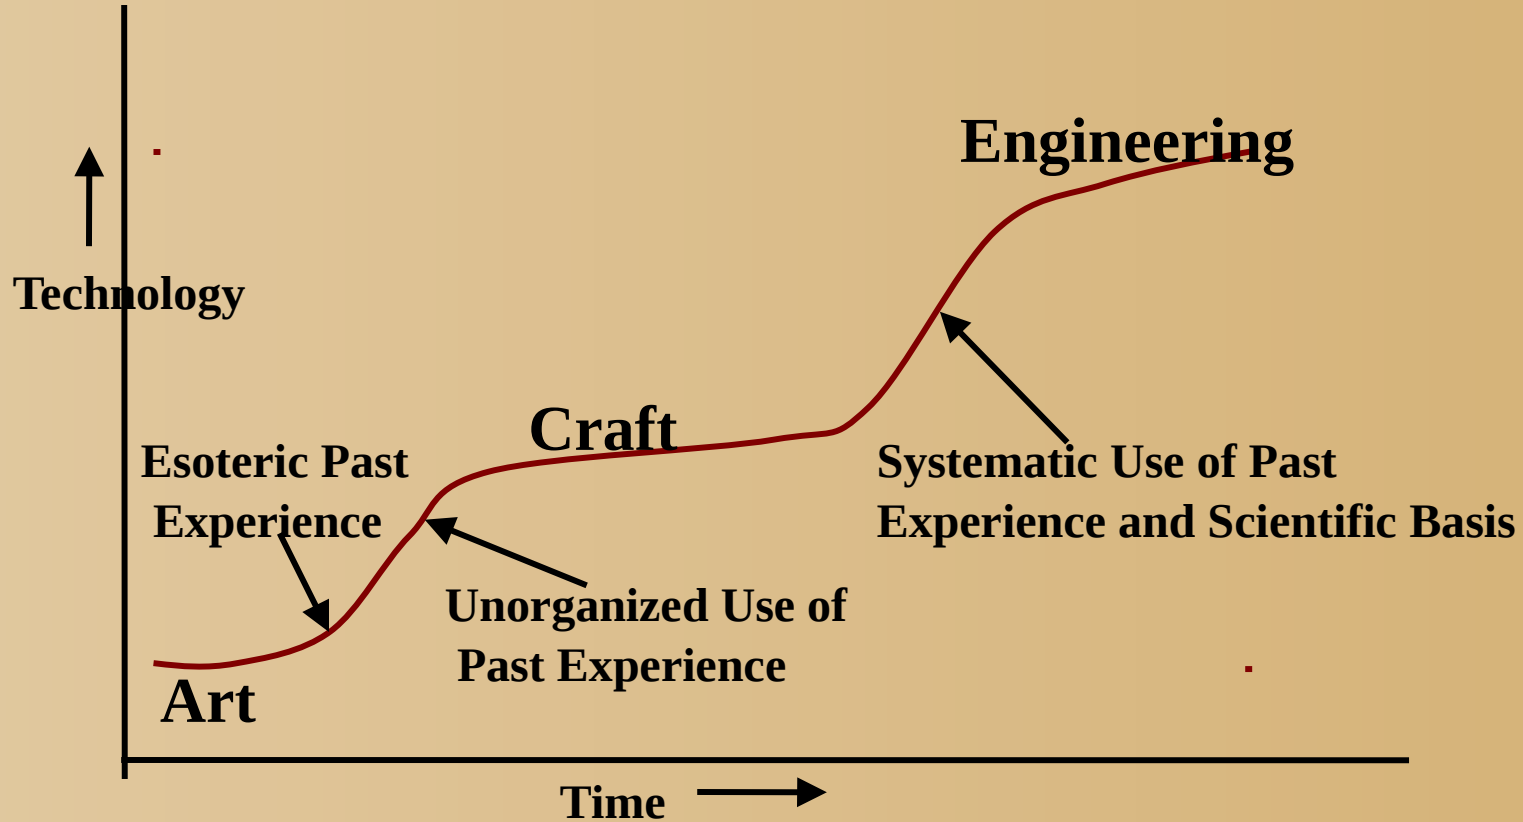 Engineering
Technology
Craft
Esoteric Past
Experience
Systematic Use of Past
Experience and Scientific Basis
Unorganized Use of
Past Experience
Art
Time